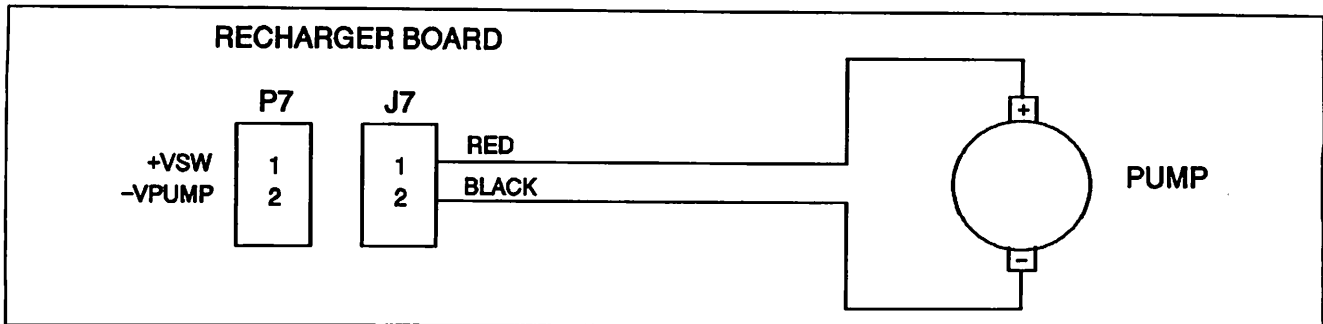 RECHARGER BOARD
P7 J7
+VSW 1 1 RED
-VPUMP 2 2 BLACK
+
PUMP
-